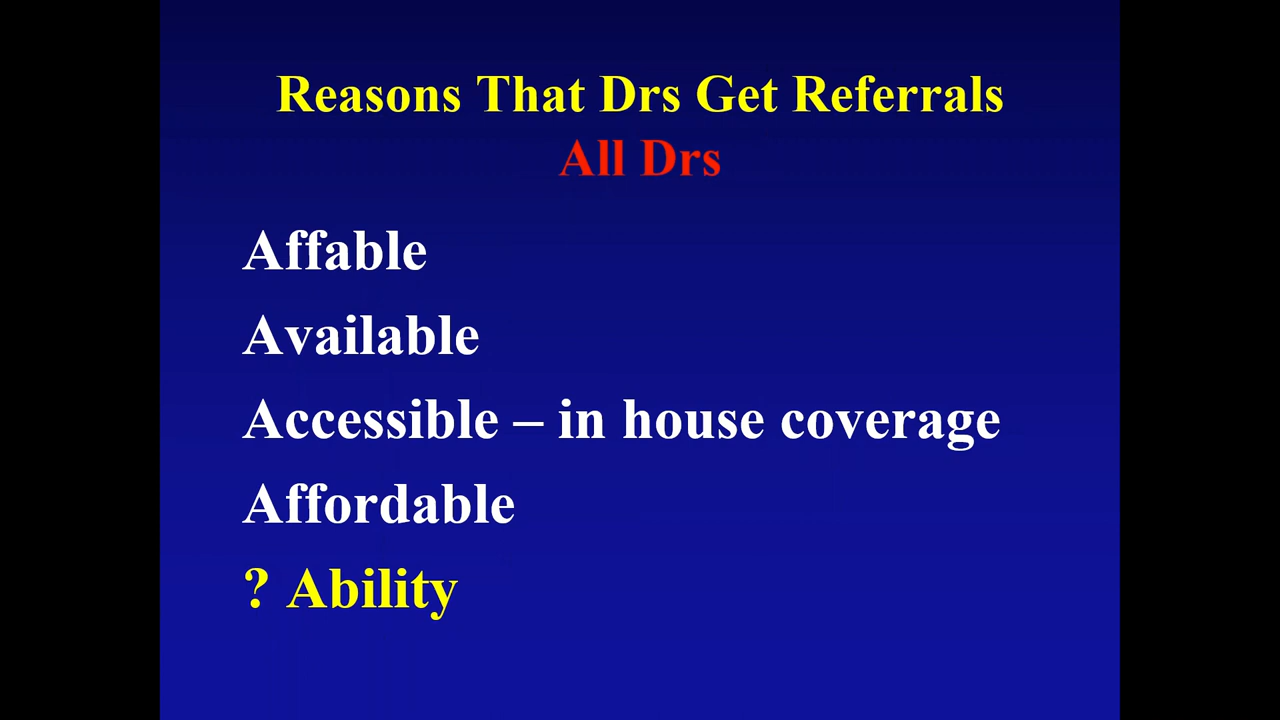 Reasons That Drs Get Referrals
All Drs
Affable
Available
Accessible – in house coverage
Affordable
? Ability